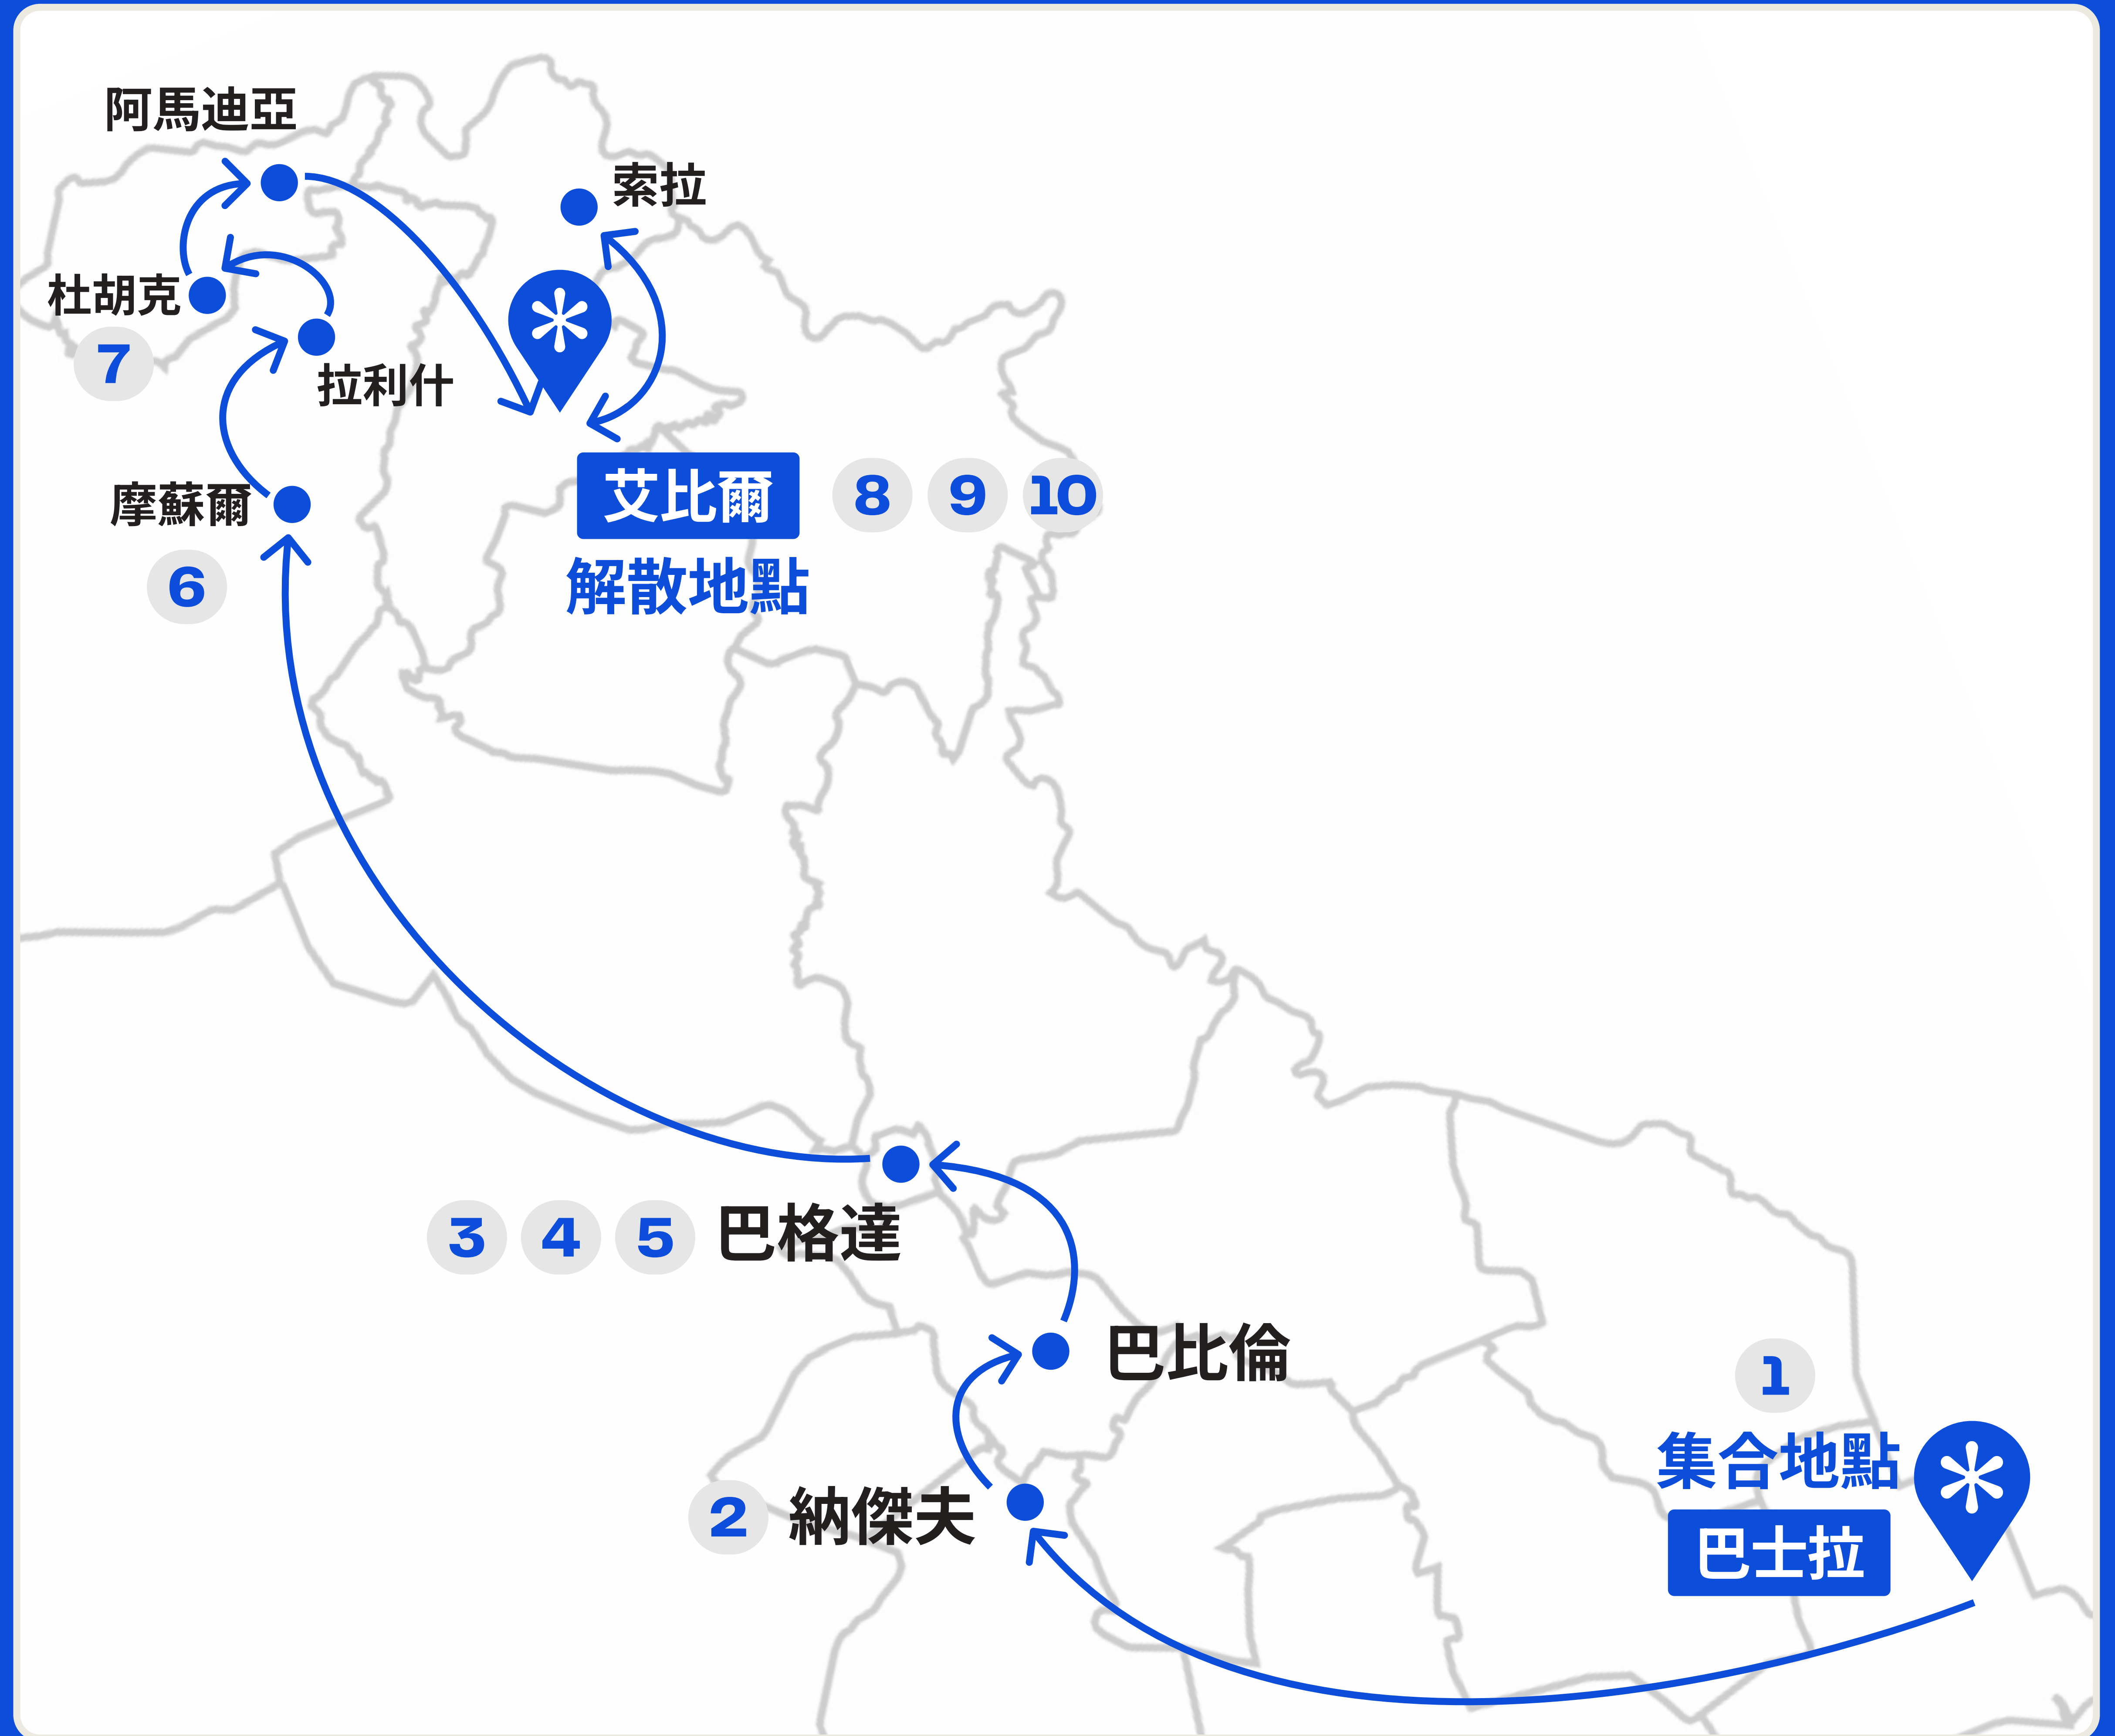 阿馬迪亞
索拉
杜胡克
7
拉利什
摩蘇爾
6
艾比爾 8 9 10
解散地點
3 4 5 巴格達
巴比倫
1
集合地點
2 納傑夫
巴士拉